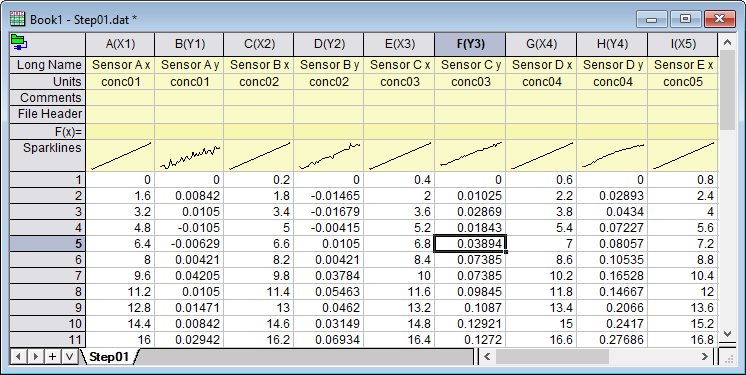 Book1 - Step01.dat *
A(X1) B(Y1) C(X2) D(Y2) E(X3) F(Y3) G(X4) H(Y4) I(X5)
Long Name Sensor A x Sensor A y Sensor B x Sensor B y Sensor C x Sensor C y Sensor D x Sensor D y Sensor E x
Units conc01 conc01 conc02 conc02 conc03 conc03 conc04 conc04 conc05
Comments
File Header
F(x)=
Sparklines
1 0 0 0.2 0 0.4 0 0.6 0 0.8
2 1.6 0.00842 1.8 -0.01465 2 0.01025 2.2 0.02893 2.4
3 3.2 0.0105 3.4 -0.01679 3.6 0.02869 3.8 0.0434 4
4 4.8 -0.0105 5 -0.00415 5.2 0.01843 5.4 0.07227 5.6
5 6.4 -0.00629 6.6 0.0105 6.8 0.03894 7 0.08057 7.2
6 8 0.00421 8.2 0.00421 8.4 0.07385 8.6 0.10535 8.8
7 9.6 0.04205 9.8 0.03784 10 0.07385 10.2 0.16528 10.4
8 11.2 0.0105 11.4 0.05463 11.6 0.09845 11.8 0.14667 12
9 12.8 0.01471 13 0.0462 13.2 0.1087 13.4 0.2066 13.6
10 14.4 0.00842 14.6 0.03149 14.8 0.12921 15 0.2417 15.2
11 16 0.02942 16.2 0.06934 16.4 0.1272 16.6 0.27686 16.8
Step01